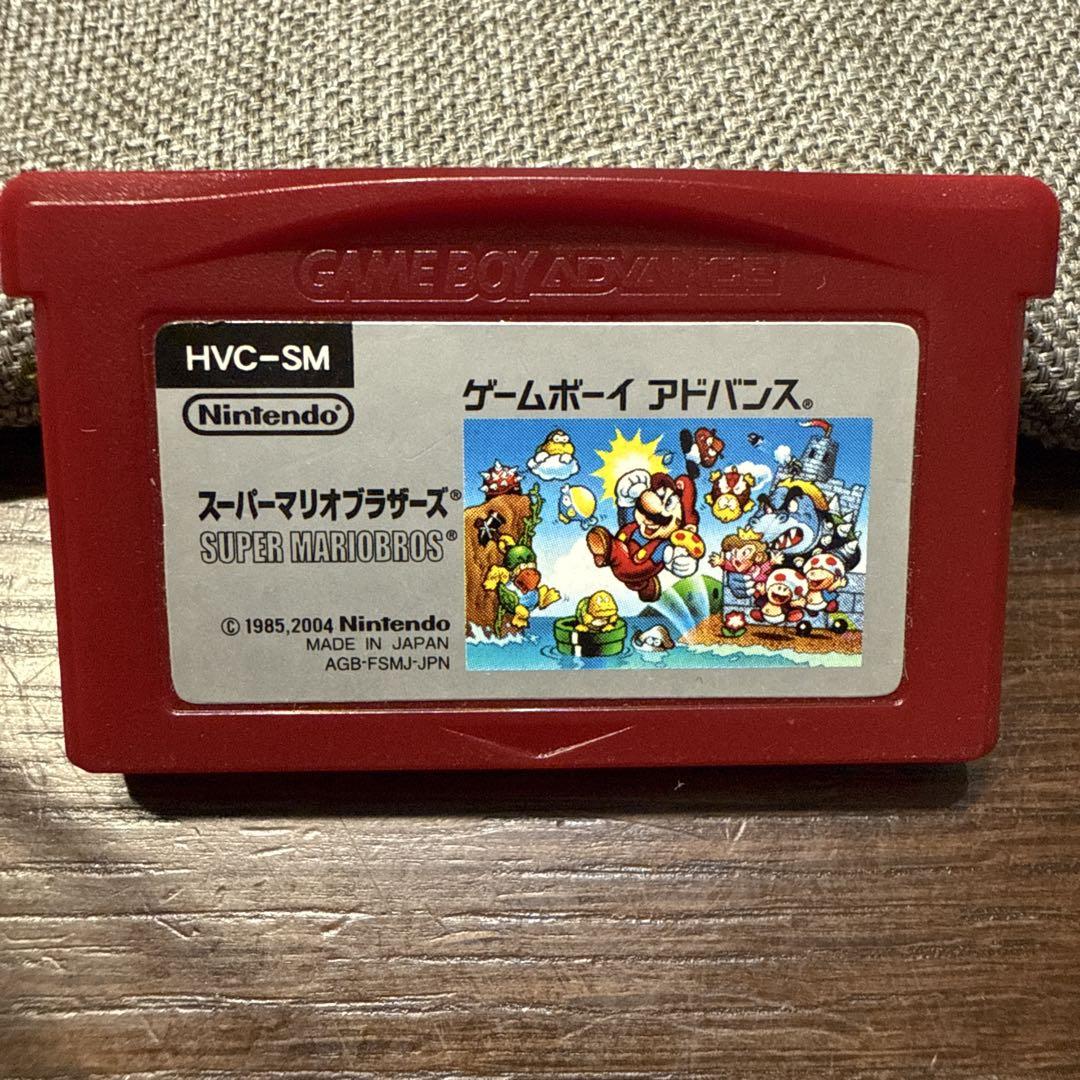 GAME BOY ADVANCE
HVC-SM
Nintendo®
ゲームボーイ アドバンス®
スーパーマリオブラザーズ®
SUPER MARIOBROS®
© 1985,2004 Nintendo
MADE IN JAPAN
AGB-FSMJ-JPN